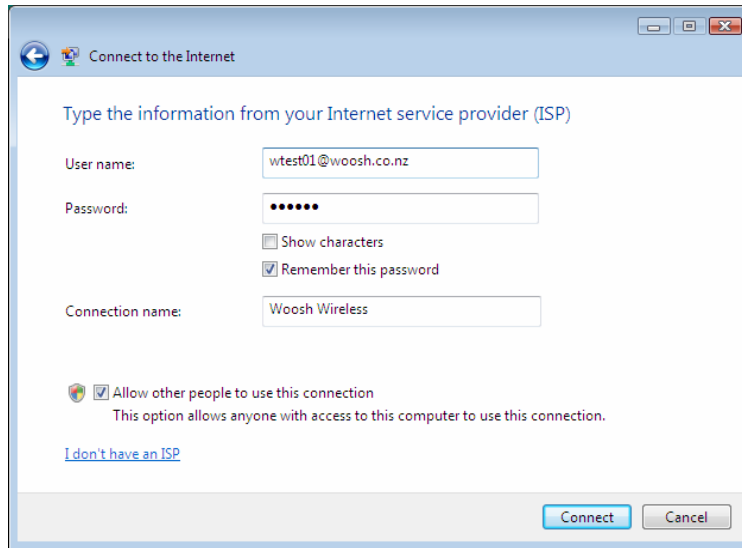 Connect to the Internet
Type the information from your Internet service provider (ISP)
User name:
wtest01@woosh.co.nz
Password:
••••••
Show characters
Remember this password
Connection name:
Woosh Wireless
Allow other people to use this connection
This option allows anyone with access to this computer to use this connection.
I don't have an ISP
Connect
Cancel